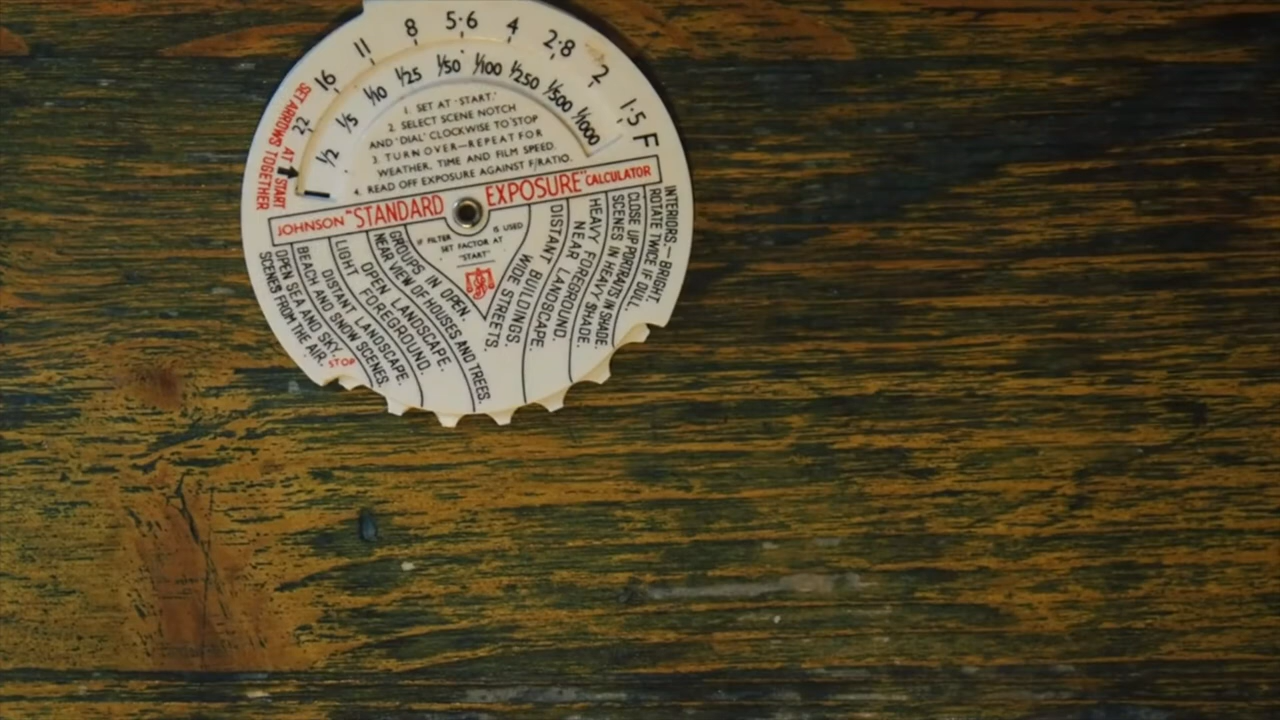 22 16 11 8 5·6 4 2·8 2 1·5 F
1/2 1/5 1/10 1/25 1/50 1/100 1/250 1/500 1/1000
SET ARROWS AT START
TOGETHER
1. SET AT 'START.'
2. SELECT SCENE NOTCH
AND 'DIAL' CLOCKWISE TO 'STOP
3. TURN OVER—REPEAT FOR
WEATHER, TIME AND FILM SPEED.
4. READ OFF EXPOSURE AGAINST F/RATIO.
JOHNSON "STANDARD EXPOSURE" CALCULATOR
IF FILTER IS USED
SET FACTOR AT
"START"
SCENES FROM THE AIR.
OPEN SEA AND SKY.
STOP
BEACH AND SNOW SCENES.
DISTANT LANDSCAPE.
LIGHT FOREGROUND.
OPEN LANDSCAPE.
NEAR VIEW OF HOUSES AND TREES.
GROUPS IN OPEN.
WIDE STREETS.
DISTANT BUILDINGS.
NEAR LANDSCAPE.
HEAVY FOREGROUND.
SCENES IN HEAVY SHADE.
CLOSE UP PORTRAITS IN SHADE.
ROTATE TWICE IF DULL.
INTERIORS.—BRIGHT.